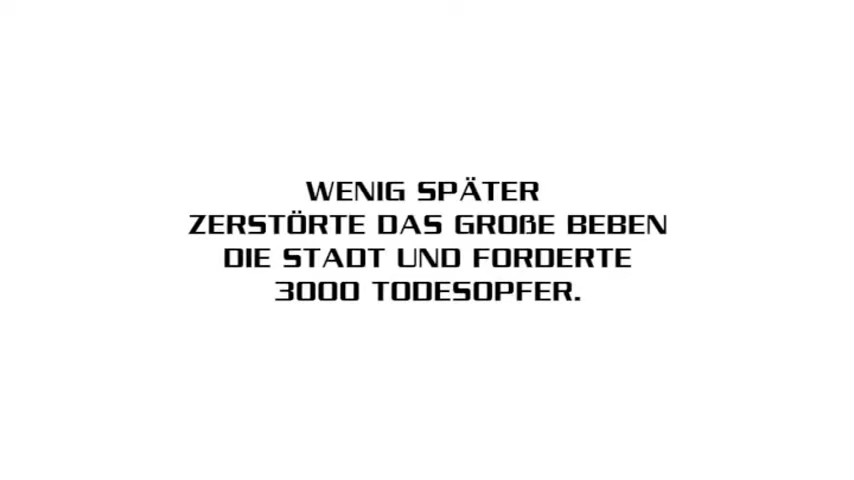 WENIG SPÄTER
ZERSTÖRTE DAS GROßE BEBEN
DIE STADT UND FORDERTE
3000 TODESOPFER.